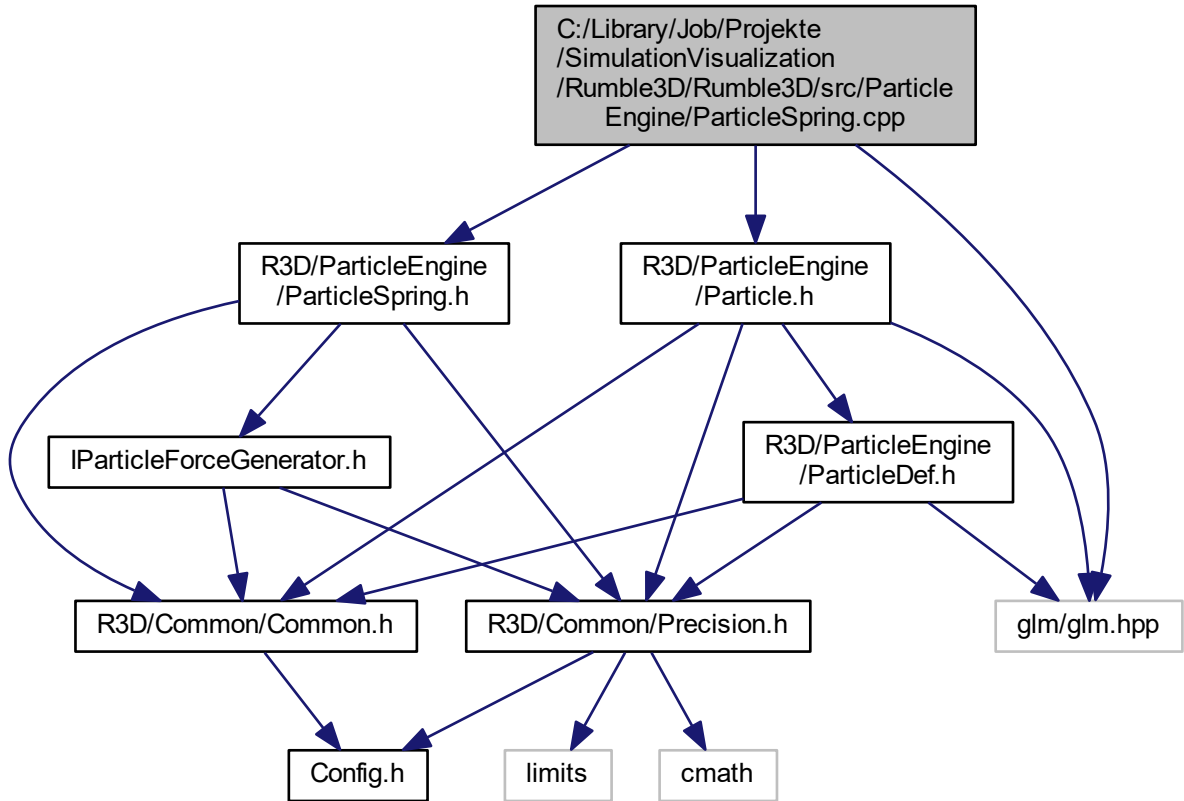 C:/Library/Job/Projekte
/SimulationVisualization
/Rumble3D/Rumble3D/src/Particle
Engine/ParticleSpring.cpp
R3D/ParticleEngine
/ParticleSpring.h
R3D/ParticleEngine
/Particle.h
IParticleForceGenerator.h
R3D/ParticleEngine
/ParticleDef.h
R3D/Common/Common.h
R3D/Common/Precision.h
glm/glm.hpp
Config.h
limits
cmath